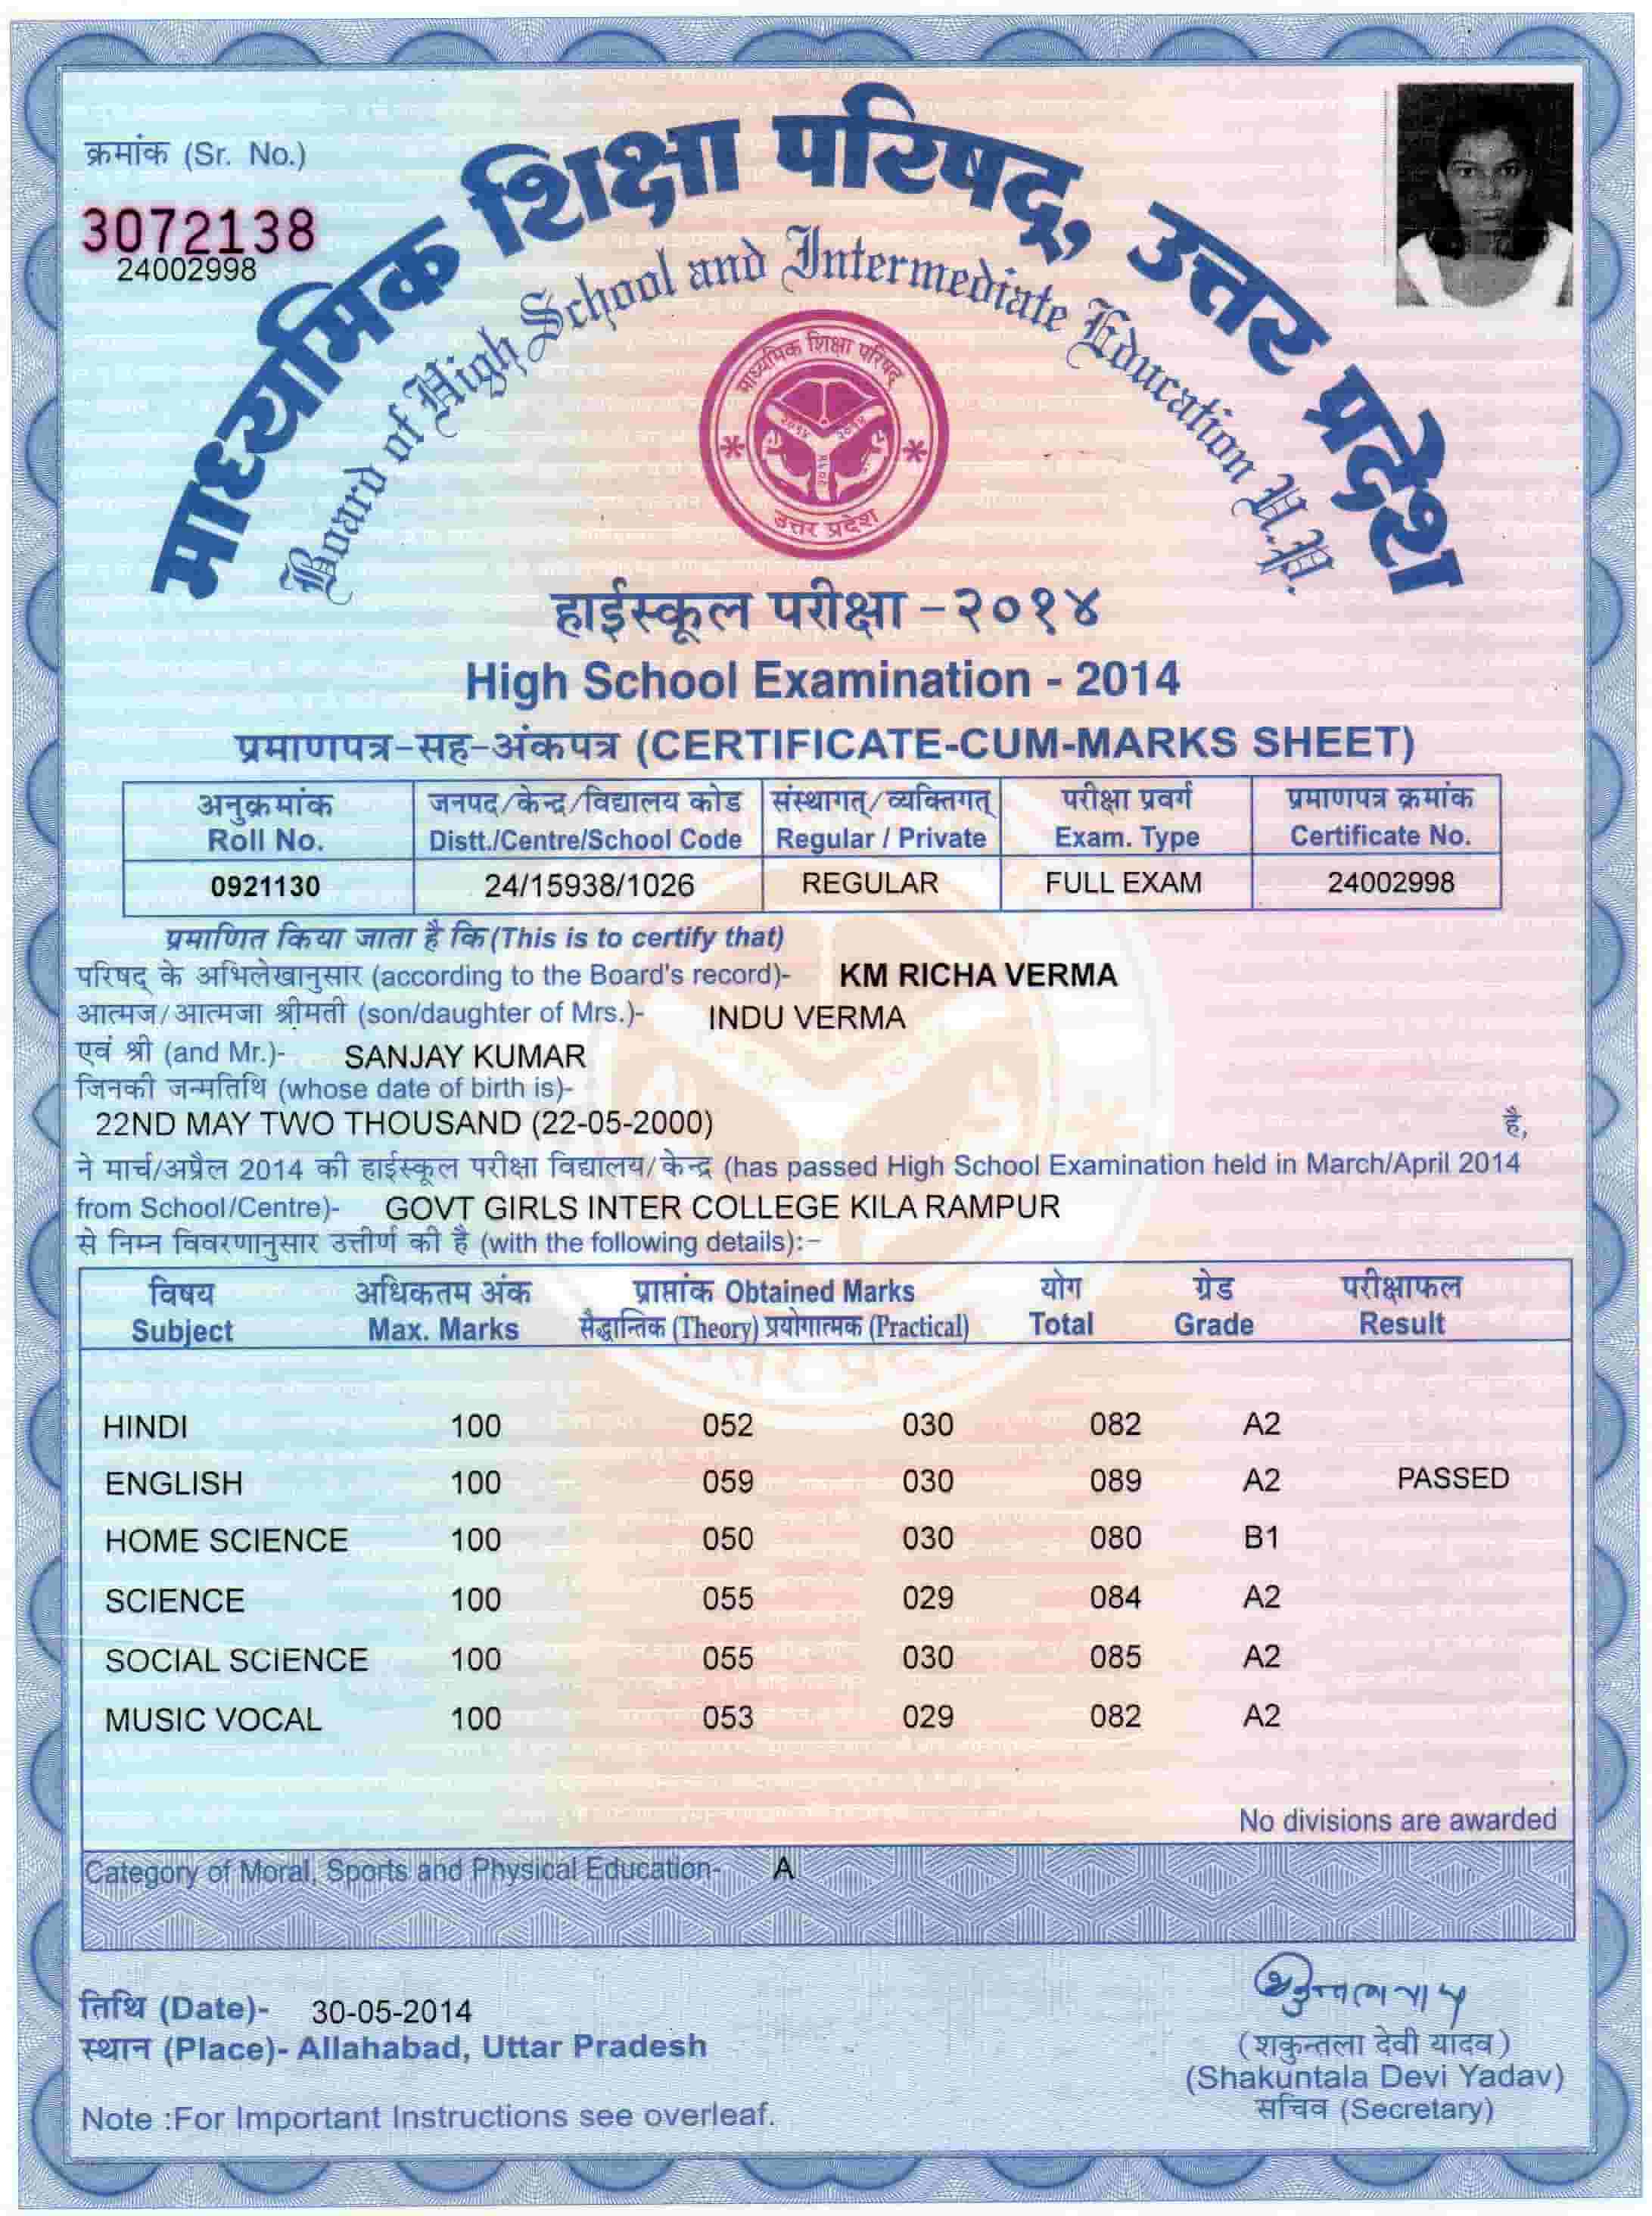 क्रमांक (Sr. No.)
3072138
24002998
माध्यमिक शिक्षा परिषद्, उत्तर प्रदेश
Board of High School and Intermediate Education U.P.
माध्यमिक शिक्षा परिषद्
उत्तर प्रदेश
हाईस्कूल परीक्षा - २०१४
High School Examination - 2014
प्रमाणपत्र-सह-अंकपत्र (CERTIFICATE-CUM-MARKS SHEET)
अनुक्रमांक जनपद/केन्द्र/विद्यालय कोड संस्थागत्/व्यक्तिगत् परीक्षा प्रवर्ग प्रमाणपत्र क्रमांक
Roll No. Distt./Centre/School Code Regular / Private Exam. Type Certificate No.
0921130 24/15938/1026 REGULAR FULL EXAM 24002998
प्रमाणित किया जाता है कि (This is to certify that)
परिषद् के अभिलेखानुसार (according to the Board's record)- KM RICHA VERMA
आत्मज/आत्मजा श्रीमती (son/daughter of Mrs.)- INDU VERMA
एवं श्री (and Mr.)- SANJAY KUMAR
जिनकी जन्मतिथि (whose date of birth is)-
22ND MAY TWO THOUSAND (22-05-2000) है,
ने मार्च/अप्रैल 2014 की हाईस्कूल परीक्षा विद्यालय/केन्द्र (has passed High School Examination held in March/April 2014
from School/Centre)- GOVT GIRLS INTER COLLEGE KILA RAMPUR
से निम्न विवरणानुसार उत्तीर्ण की है (with the following details):-
विषय अधिकतम अंक प्राप्तांक Obtained Marks योग ग्रेड परीक्षाफल
Subject Max. Marks सैद्धान्तिक (Theory) प्रयोगात्मक (Practical) Total Grade Result
HINDI 100 052 030 082 A2
ENGLISH 100 059 030 089 A2 PASSED
HOME SCIENCE 100 050 030 080 B1
SCIENCE 100 055 029 084 A2
SOCIAL SCIENCE 100 055 030 085 A2
MUSIC VOCAL 100 053 029 082 A2
No divisions are awarded
Category of Moral, Sports and Physical Education- A
तिथि (Date)- 30-05-2014
स्थान (Place)- Allahabad, Uttar Pradesh
(शकुन्तला देवी यादव)
(Shakuntala Devi Yadav)
सचिव (Secretary)
Note :For Important Instructions see overleaf.